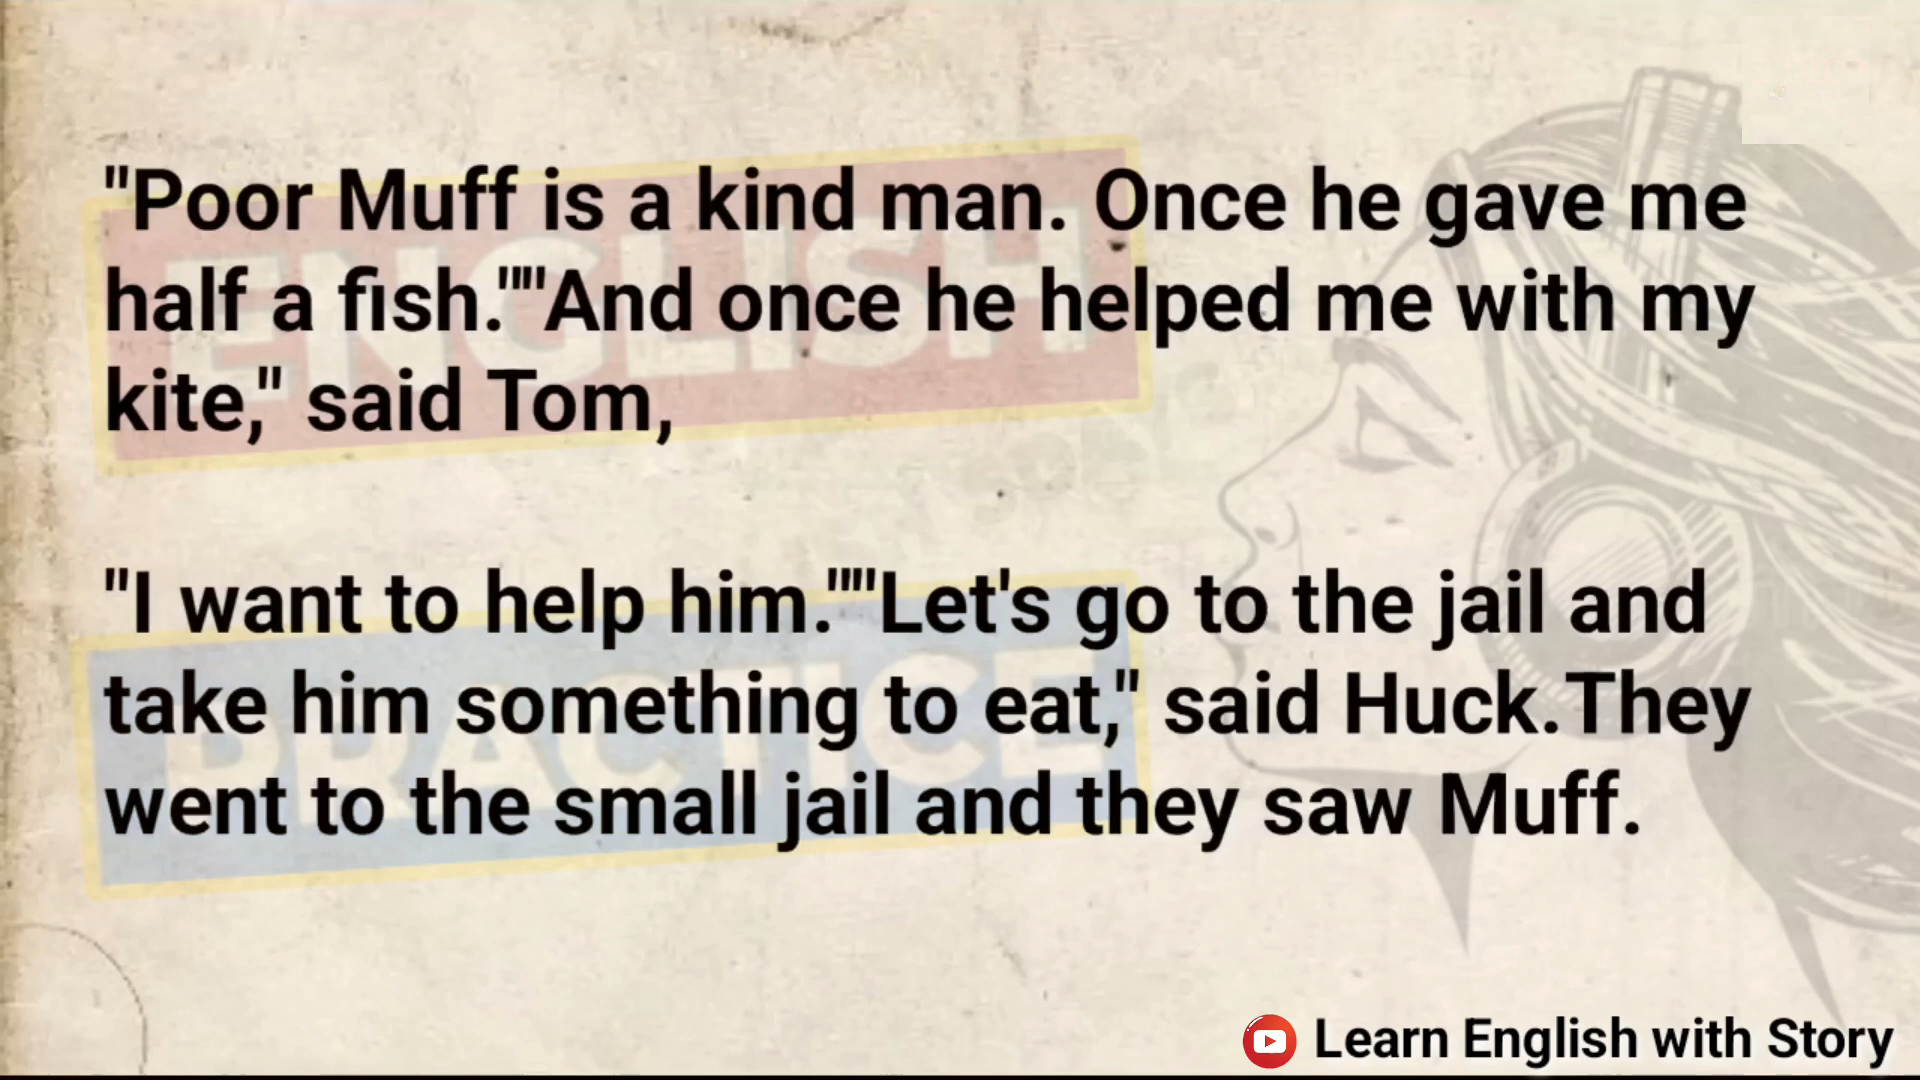 "Poor Muff is a kind man. Once he gave me
half a fish.""And once he helped me with my
kite," said Tom,
"I want to help him.""Let's go to the jail and
take him something to eat," said Huck.They
went to the small jail and they saw Muff.
ENGLISH
PRACTICE
Learn English with Story